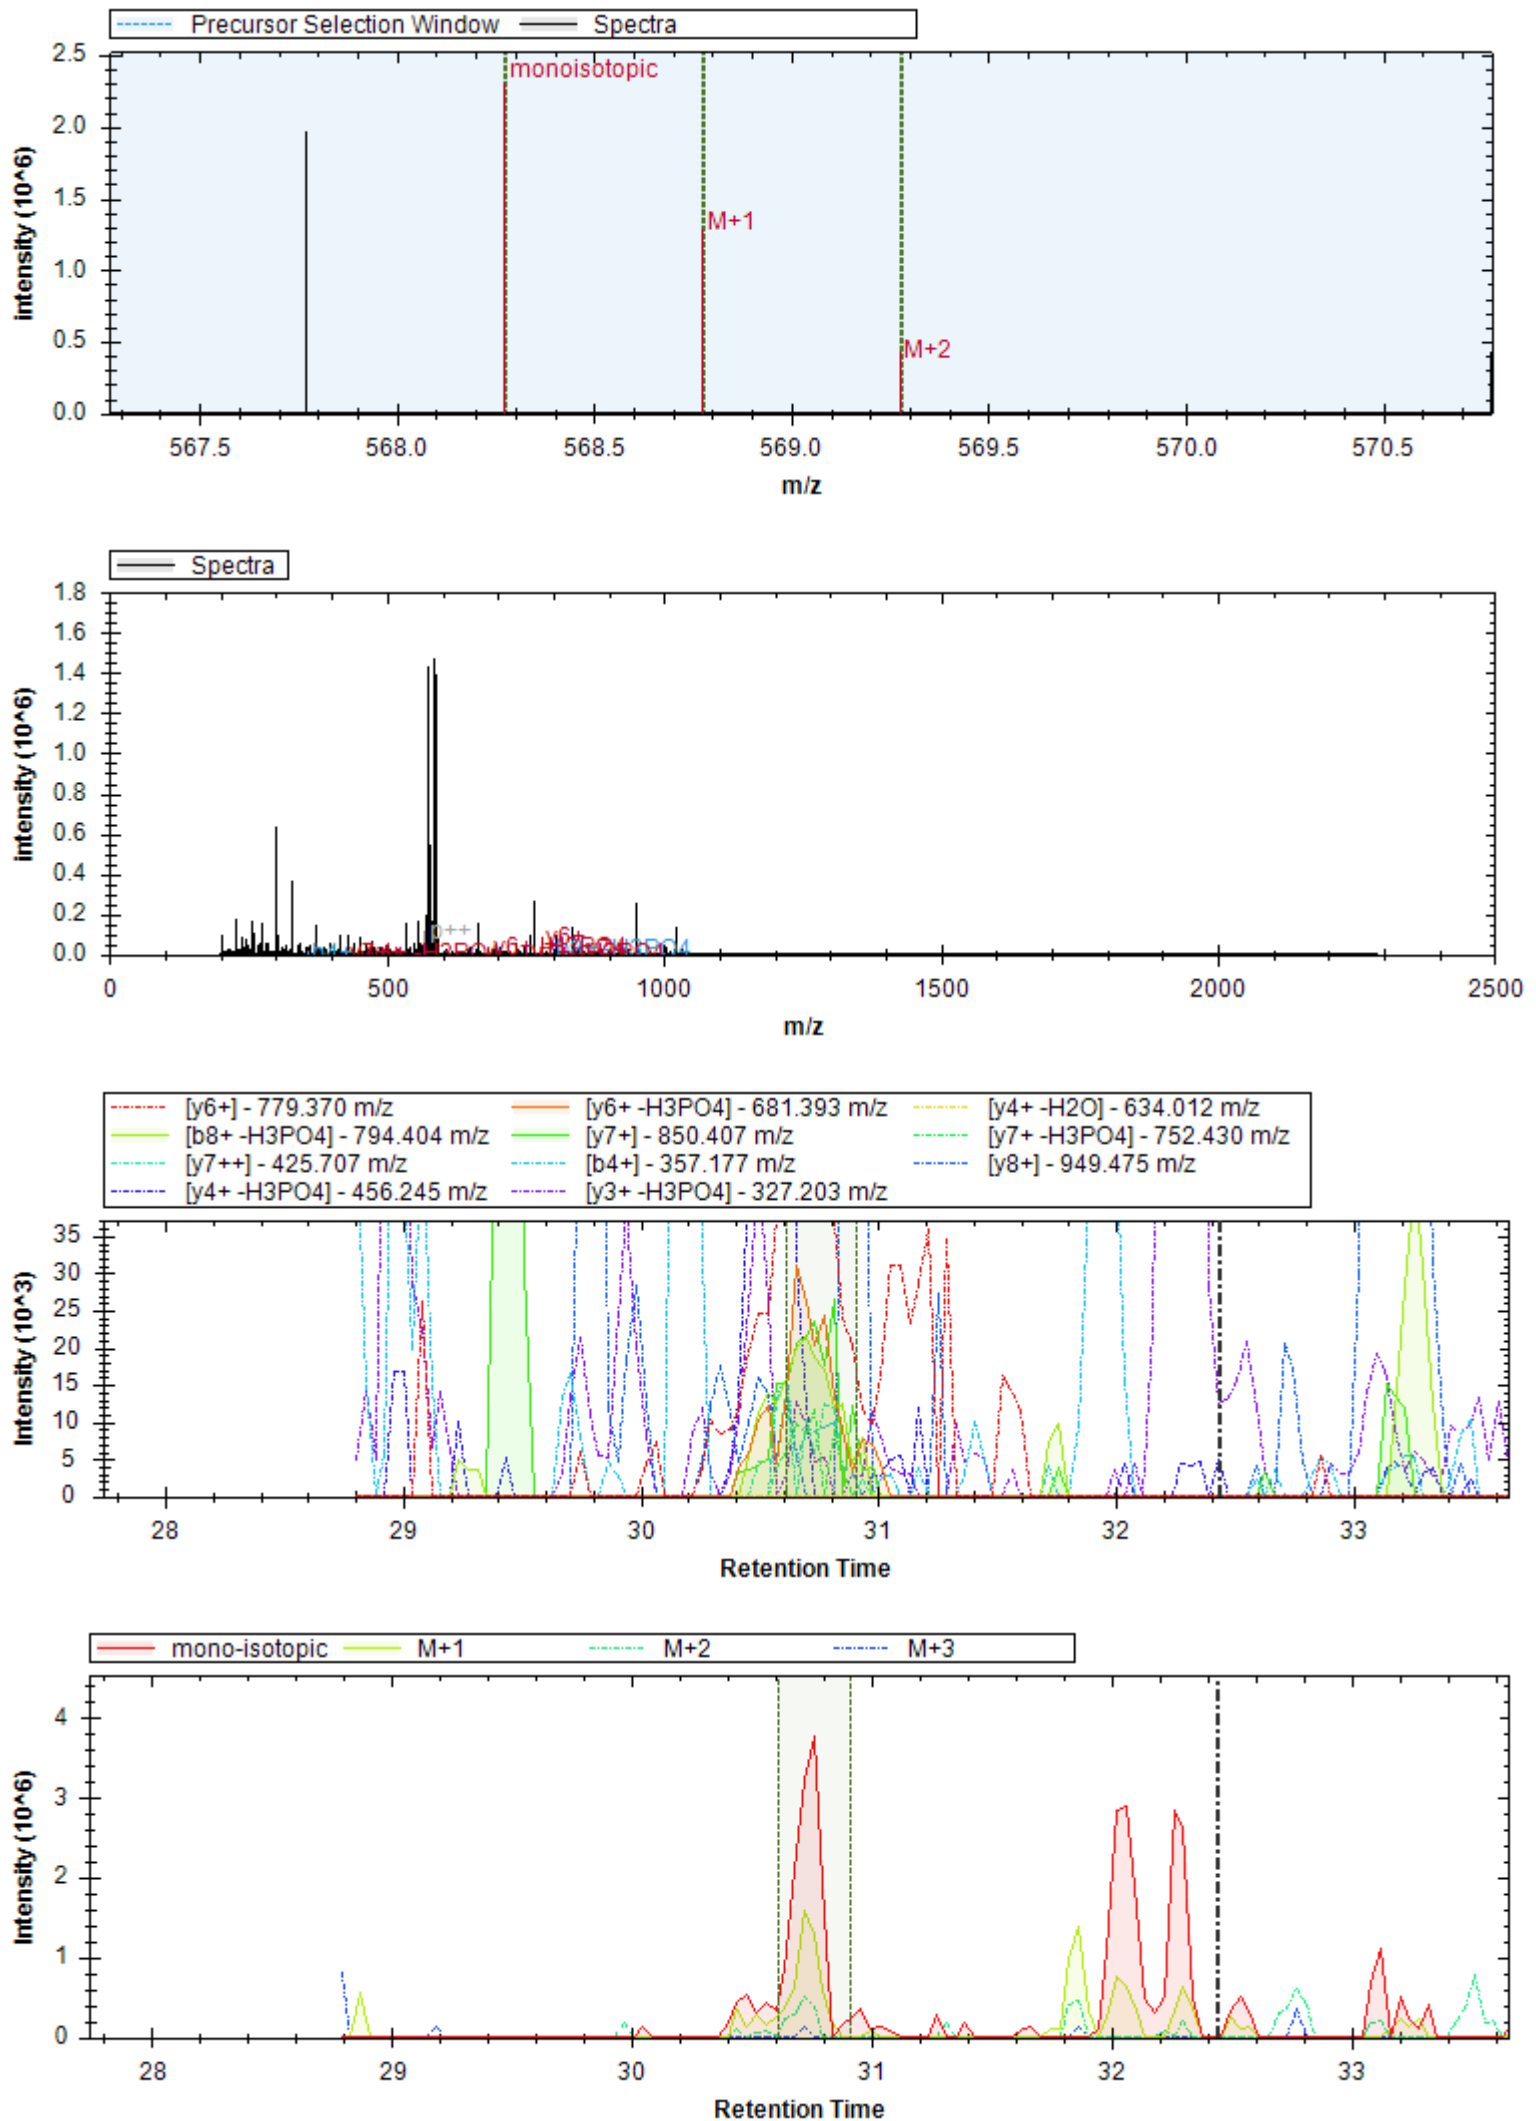 Precursor Selection Window Spectra
2.5
monoisotopic
2.0
1.5
M+1
1.0
0.5
M+2
0.0
intensity (10^6)
567.5 568.0 568.5 569.0 569.5 570.0 570.5
m/z
Spectra
1.8
1.6
1.4
1.2
1.0
0.8
0.6
0.4
0.2
0.0
intensity (10^6)
0 500 1000 1500 2000 2500
m/z
[y6+] - 779.370 m/z [y6+ -H3PO4] - 681.393 m/z [y4+ -H2O] - 634.012 m/z
[b8+ -H3PO4] - 794.404 m/z [y7+] - 850.407 m/z [y7+ -H3PO4] - 752.430 m/z
[y7++] - 425.707 m/z [b4+] - 357.177 m/z [y8+] - 949.475 m/z
[y4+ -H3PO4] - 456.245 m/z [y3+ -H3PO4] - 327.203 m/z
35
30
25
20
15
10
5
0
Intensity (10^3)
28 29 30 31 32 33
Retention Time
mono-isotopic M+1 M+2 M+3
4
3
2
1
0
Intensity (10^6)
28 29 30 31 32 33
Retention Time